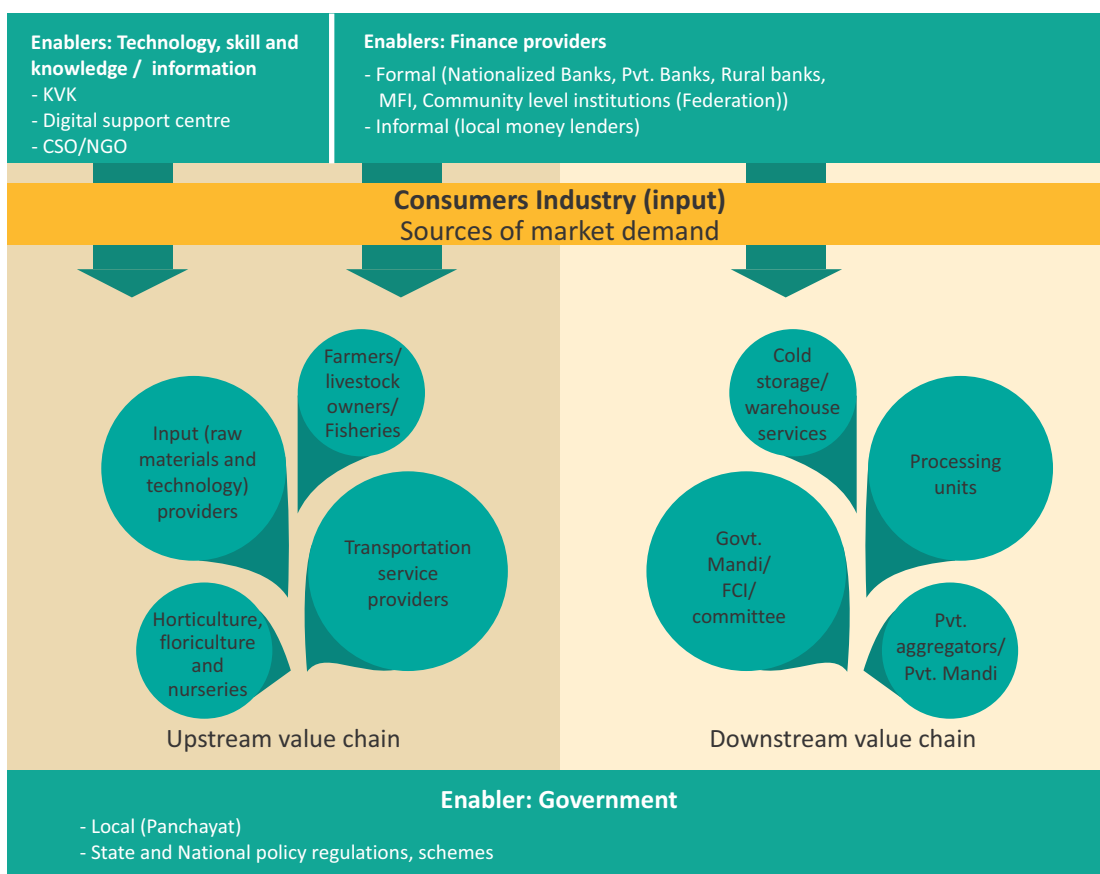 Enablers: Technology, skill and
knowledge / information
- KVK
- Digital support centre
- CSO/NGO
Enablers: Finance providers
- Formal (Nationalized Banks, Pvt. Banks, Rural banks,
MFI, Community level institutions (Federation))
- Informal (local money lenders)
Consumers Industry (input)
Sources of market demand
Farmers/
livestock
owners/
Fisheries
Input (raw
materials and
technology)
providers
Transportation
service
providers
Horticulture,
floriculture
and
nurseries
Upstream value chain
Cold
storage/
warehouse
services
Processing
units
Govt.
Mandi/
FCI/
committee
Pvt.
aggregators/
Pvt. Mandi
Downstream value chain
Enabler: Government
- Local (Panchayat)
- State and National policy regulations, schemes